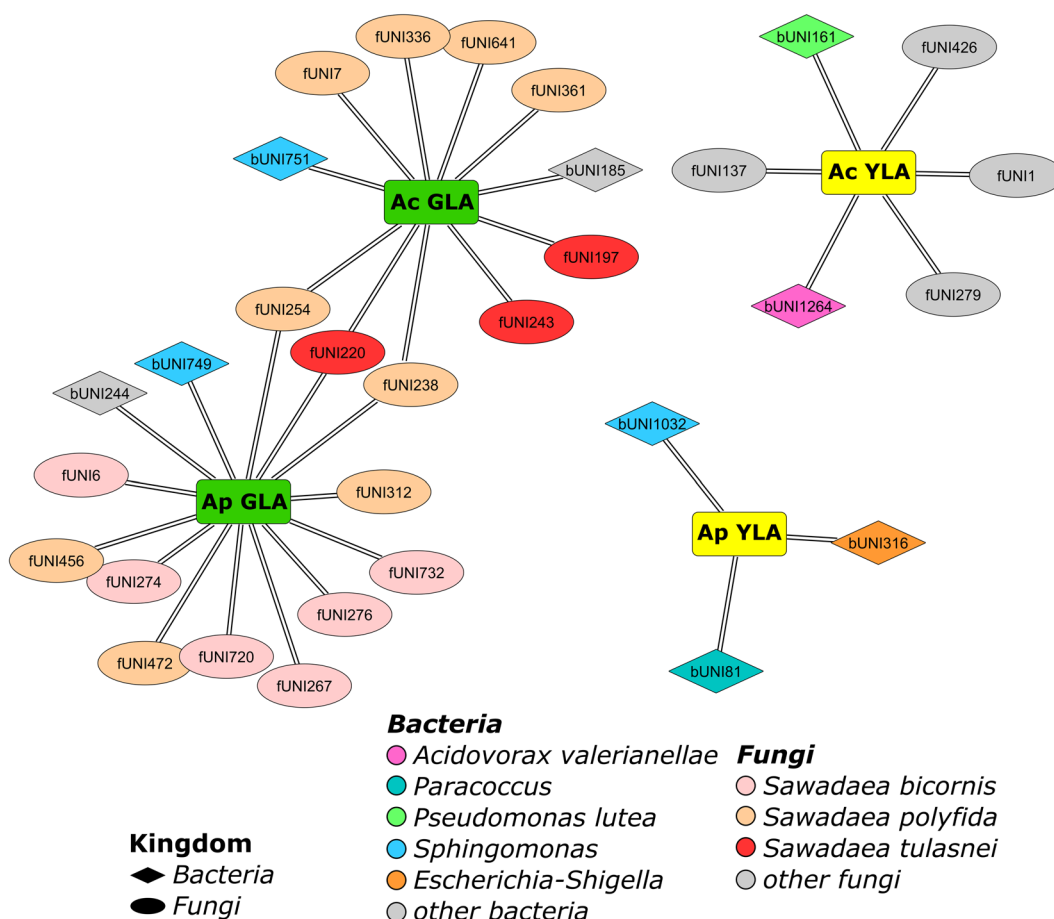 fUNI336
fUNI641
fUNI7
fUNI361
bUNI751
bUNI185
Ac GLA
fUNI197
fUNI243
fUNI254
fUNI220
fUNI238
bUNI749
bUNI244
fUNI6
Ap GLA
fUNI312
fUNI456
fUNI274
fUNI732
fUNI276
fUNI472
fUNI720
fUNI267
bUNI161
fUNI426
fUNI137
Ac YLA
fUNI1
bUNI1264
fUNI279
bUNI1032
Ap YLA
bUNI316
bUNI81
Kingdom
Bacteria
Fungi
Bacteria
Acidovorax valerianellae
Paracoccus
Pseudomonas lutea
Sphingomonas
Escherichia-Shigella
other bacteria
Fungi
Sawadaea bicornis
Sawadaea polyfida
Sawadaea tulasnei
other fungi